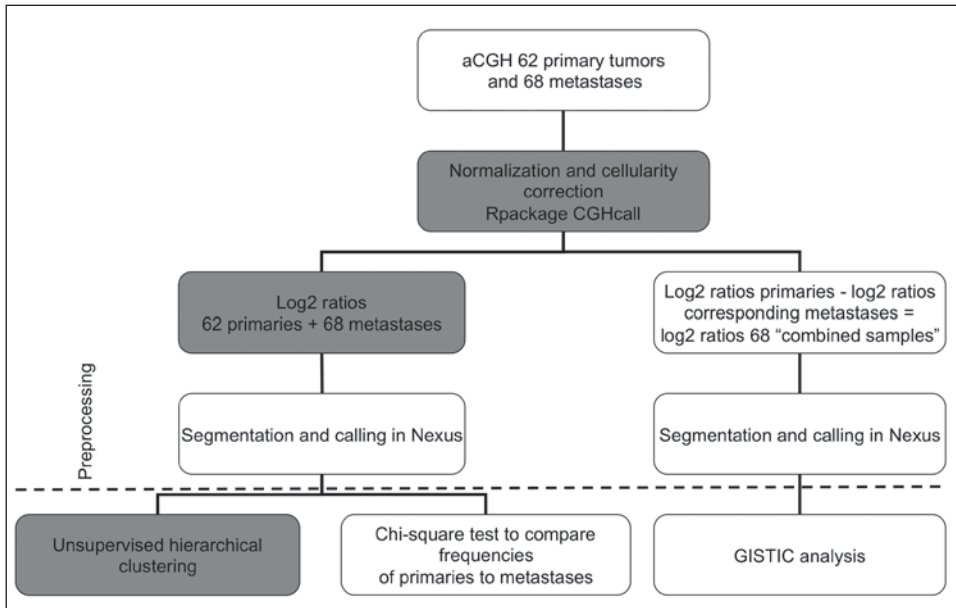 aCGH 62 primary tumors
and 68 metastases
Normalization and cellularity
correction
Rpackage CGHcall
Log2 ratios
62 primaries + 68 metastases
Log2 ratios primaries - log2 ratios
corresponding metastases =
log2 ratios 68 “combined samples”
Segmentation and calling in Nexus
Segmentation and calling in Nexus
Preprocessing
Unsupervised hierarchical
clustering
Chi-square test to compare
frequencies
of primaries to metastases
GISTIC analysis